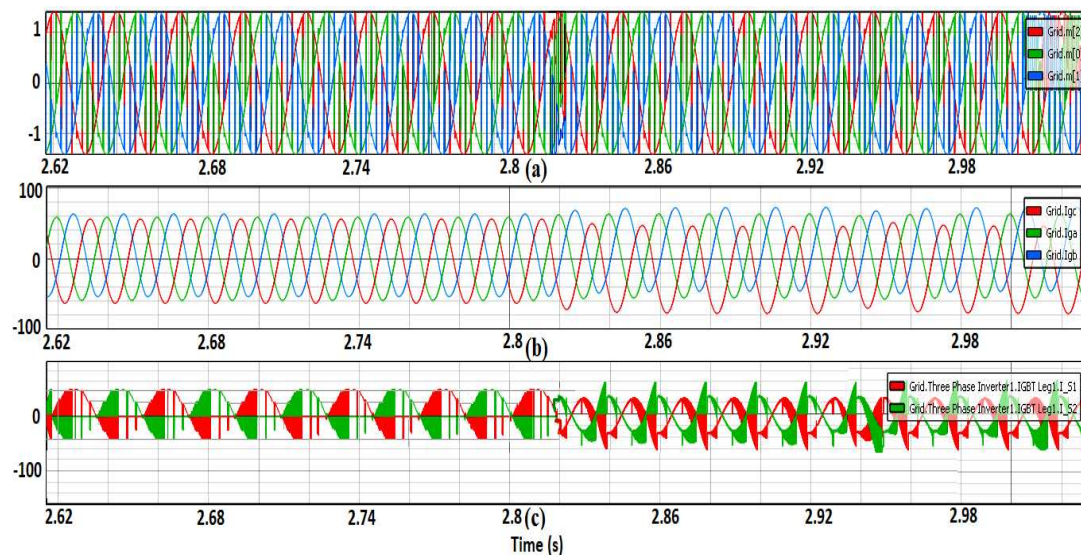 1
0
-1
Grid.m[2
Grid.m[0
Grid.m[1
2.62 2.68 2.74 2.8 2.86 2.92 2.98
(a)
100
0
-100
Grid.Igc
Grid.Iga
Grid.Igb
2.62 2.68 2.74 2.8 2.86 2.92 2.98
(b)
0
-100
Grid.Three Phase Inverter1.IGBT Leg1.I_S1
Grid.Three Phase Inverter1.IGBT Leg1.I_S2
2.62 2.68 2.74 2.8 (c) 2.86 2.92 2.98
Time (s)